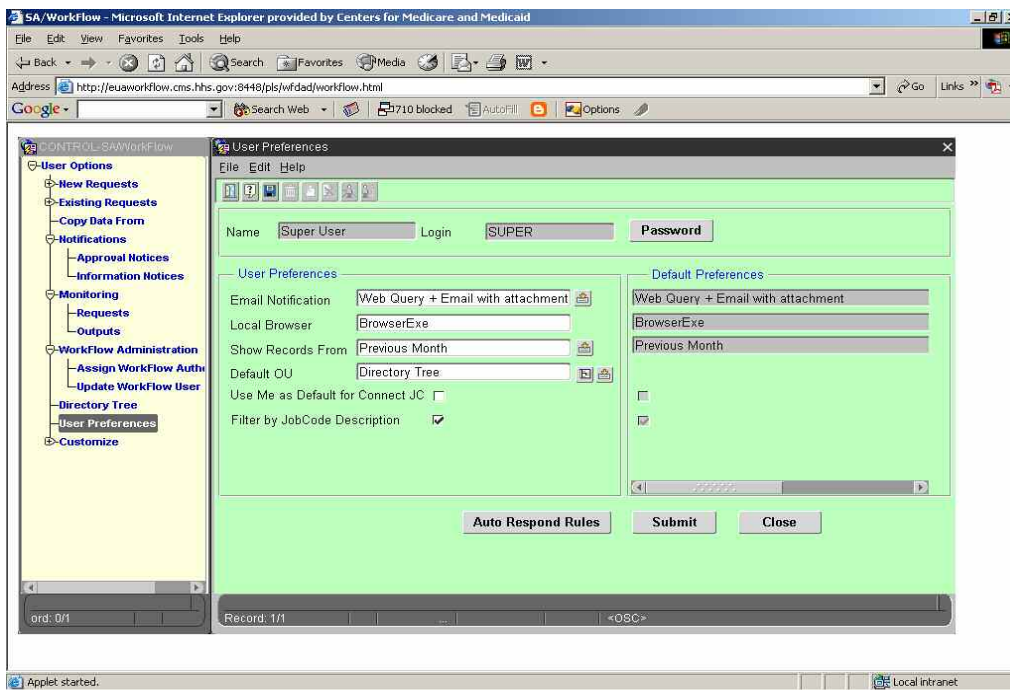 SA/WorkFlow - Microsoft Internet Explorer provided by Centers for Medicare and Medicaid
File Edit View Favorites Tools Help
Back Search Favorites Media
Address http://euaworkflow.cms.hhs.gov:8448/pls/wfdad/workflow.html Go Links »
Google Search Web 710 blocked AutoFill Options
CONTROL-SA/WorkFlow
User Options
New Requests
Existing Requests
Copy Data From
Notifications
Approval Notices
Information Notices
Monitoring
Requests
Outputs
WorkFlow Administration
Assign WorkFlow Auth
Update WorkFlow User
Directory Tree
User Preferences
Customize
ord: 0/1
User Preferences
File Edit Help
Name Super User Login SUPER Password
User Preferences
Email Notification Web Query + Email with attachment
Local Browser BrowserExe
Show Records From Previous Month
Default OU Directory Tree
Use Me as Default for Connect JC
Filter by JobCode Description
Default Preferences
Web Query + Email with attachment
BrowserExe
Previous Month
Auto Respond Rules Submit Close
Record: 1/1 ... <OSC>
Applet started. Local intranet